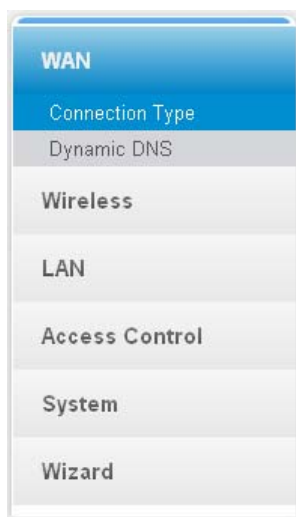 WAN
Connection Type
Dynamic DNS
Wireless
LAN
Access Control
System
Wizard